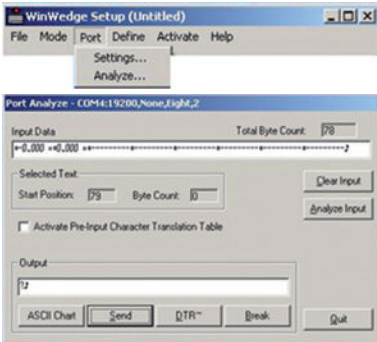 WinWedge Setup (Untitled)
File Mode Port Define Activate Help
Settings...
Analyze...
Port Analyze - COM4:19200,None,Eight,2
Input Data Total Byte Count: 78
Selected Text
Start Position: 79 Byte Count: 0
Clear Input
Analyze Input
Activate Pre-Input Character Translation Table
Output
?♪
ASCII Chart Send DTR~ Break Quit